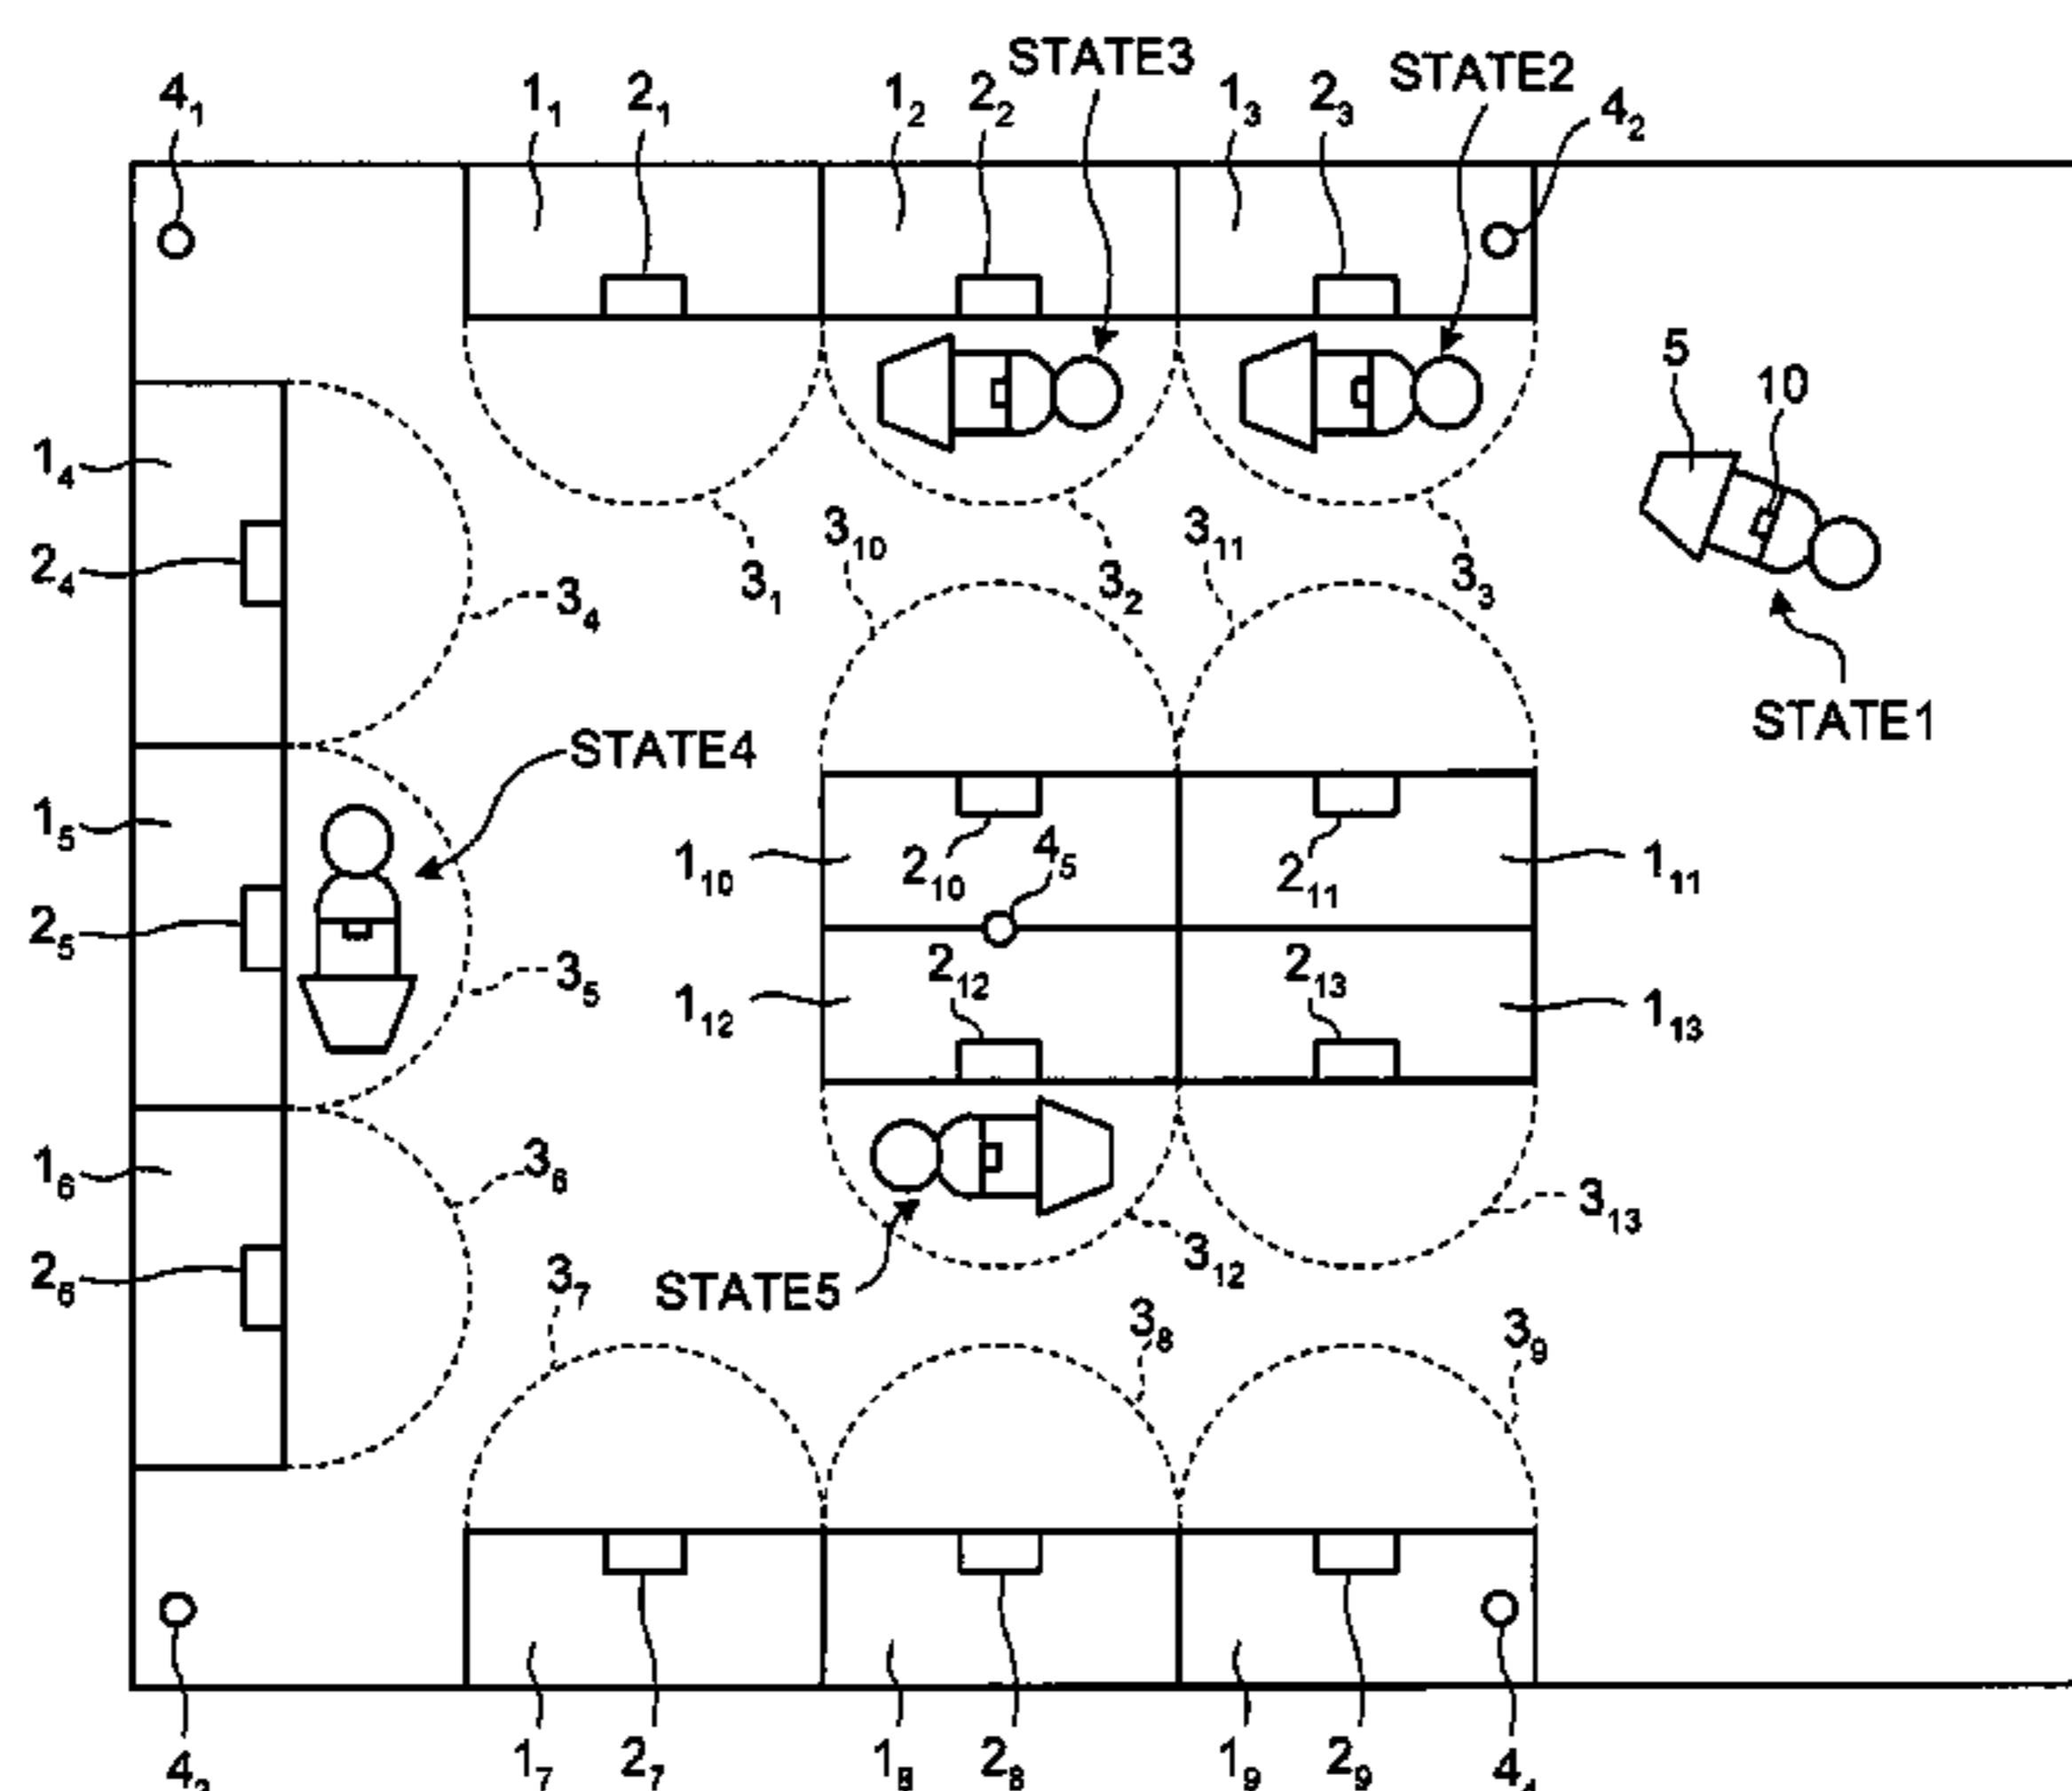 STATE3
STATE2
4₁ 1₁ 2₁ 1₂ 2₂ 1₃ 2₃ 4₂
5
10
1₄
2₄
3₄ 3₁ 3₁₀ 3₂ 3₁₁ 3₃
STATE1
STATE4
1₅
2₅
3₅
1₁₀ 2₁₀ 4₅ 2₁₁ 1₁₁
1₁₂ 2₁₂ 2₁₃ 1₁₃
1₆
2₆
3₆
3₁₂ 3₁₃
STATE5
3₇ 3₈ 3₉
4₃ 1₇ 2₇ 1₈ 2₈ 1₉ 2₉ 4₄